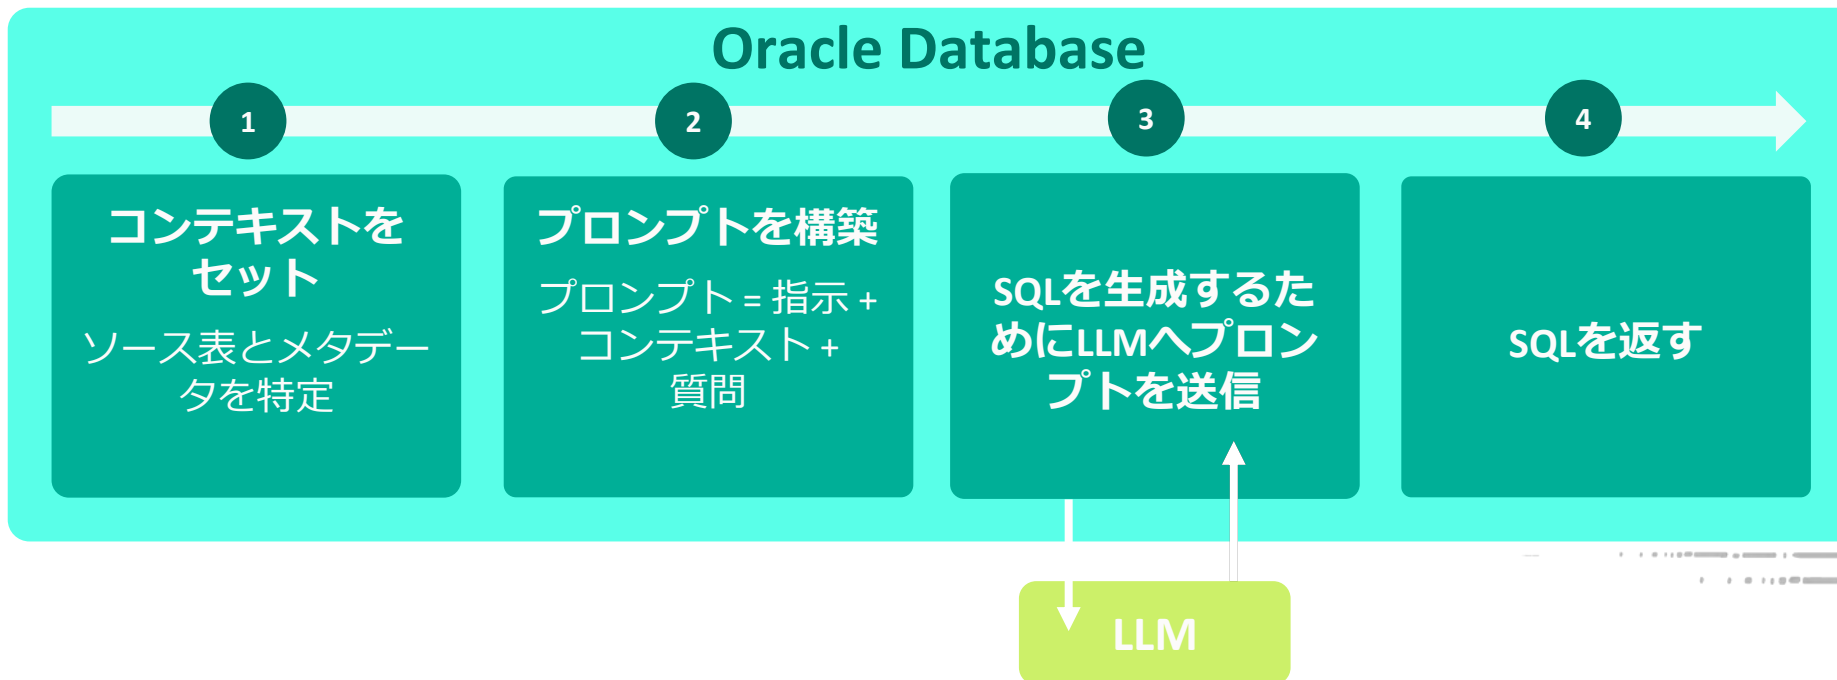 Oracle Database
1
2
3
4
コンテキストを
セット
ソース表とメタデー
タを特定
プロンプトを構築
プロンプト = 指示 +
コンテキスト +
質問
SQLを生成するた
めにLLMへプロン
プトを送信
SQLを返す
LLM